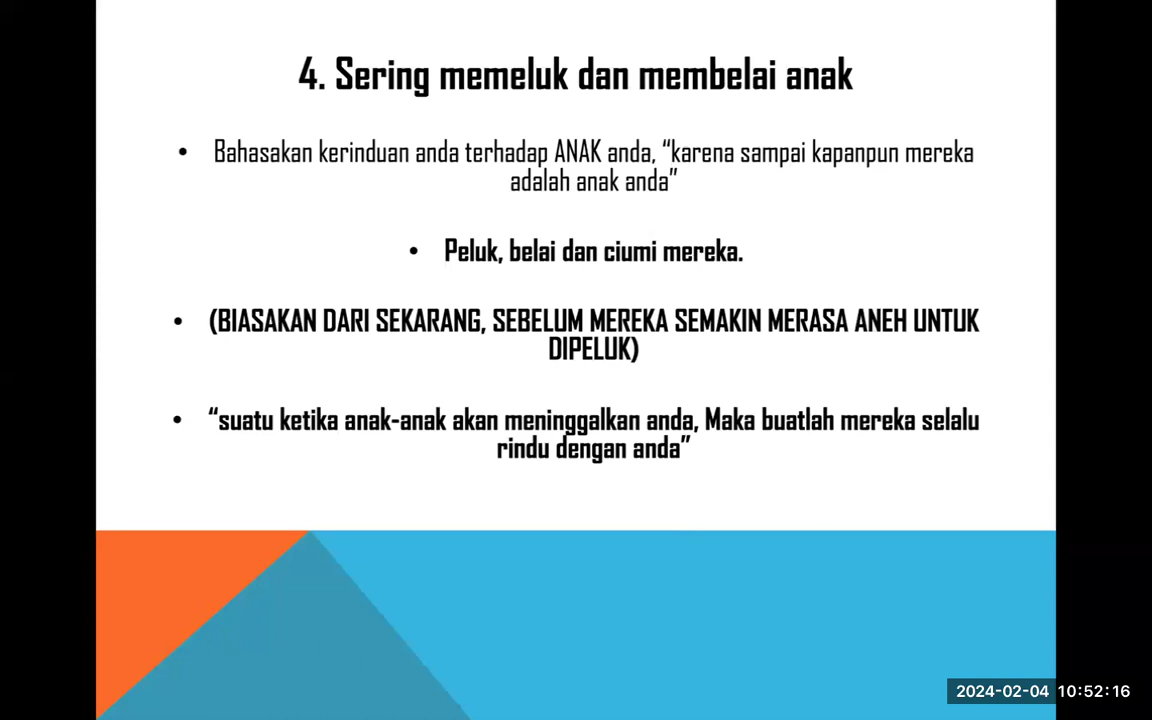 4. Sering memeluk dan membelai anak
• Bahasakan kerinduan anda terhadap ANAK anda, “karena sampai kapanpun mereka
adalah anak anda”
• Peluk, belai dan ciumi mereka.
• (BIASAKAN DARI SEKARANG, SEBELUM MEREKA SEMAKIN MERASA ANEH UNTUK
DIPELUK)
• “suatu ketika anak-anak akan meninggalkan anda, Maka buatlah mereka selalu
rindu dengan anda”
2024-02-04 10:52:16